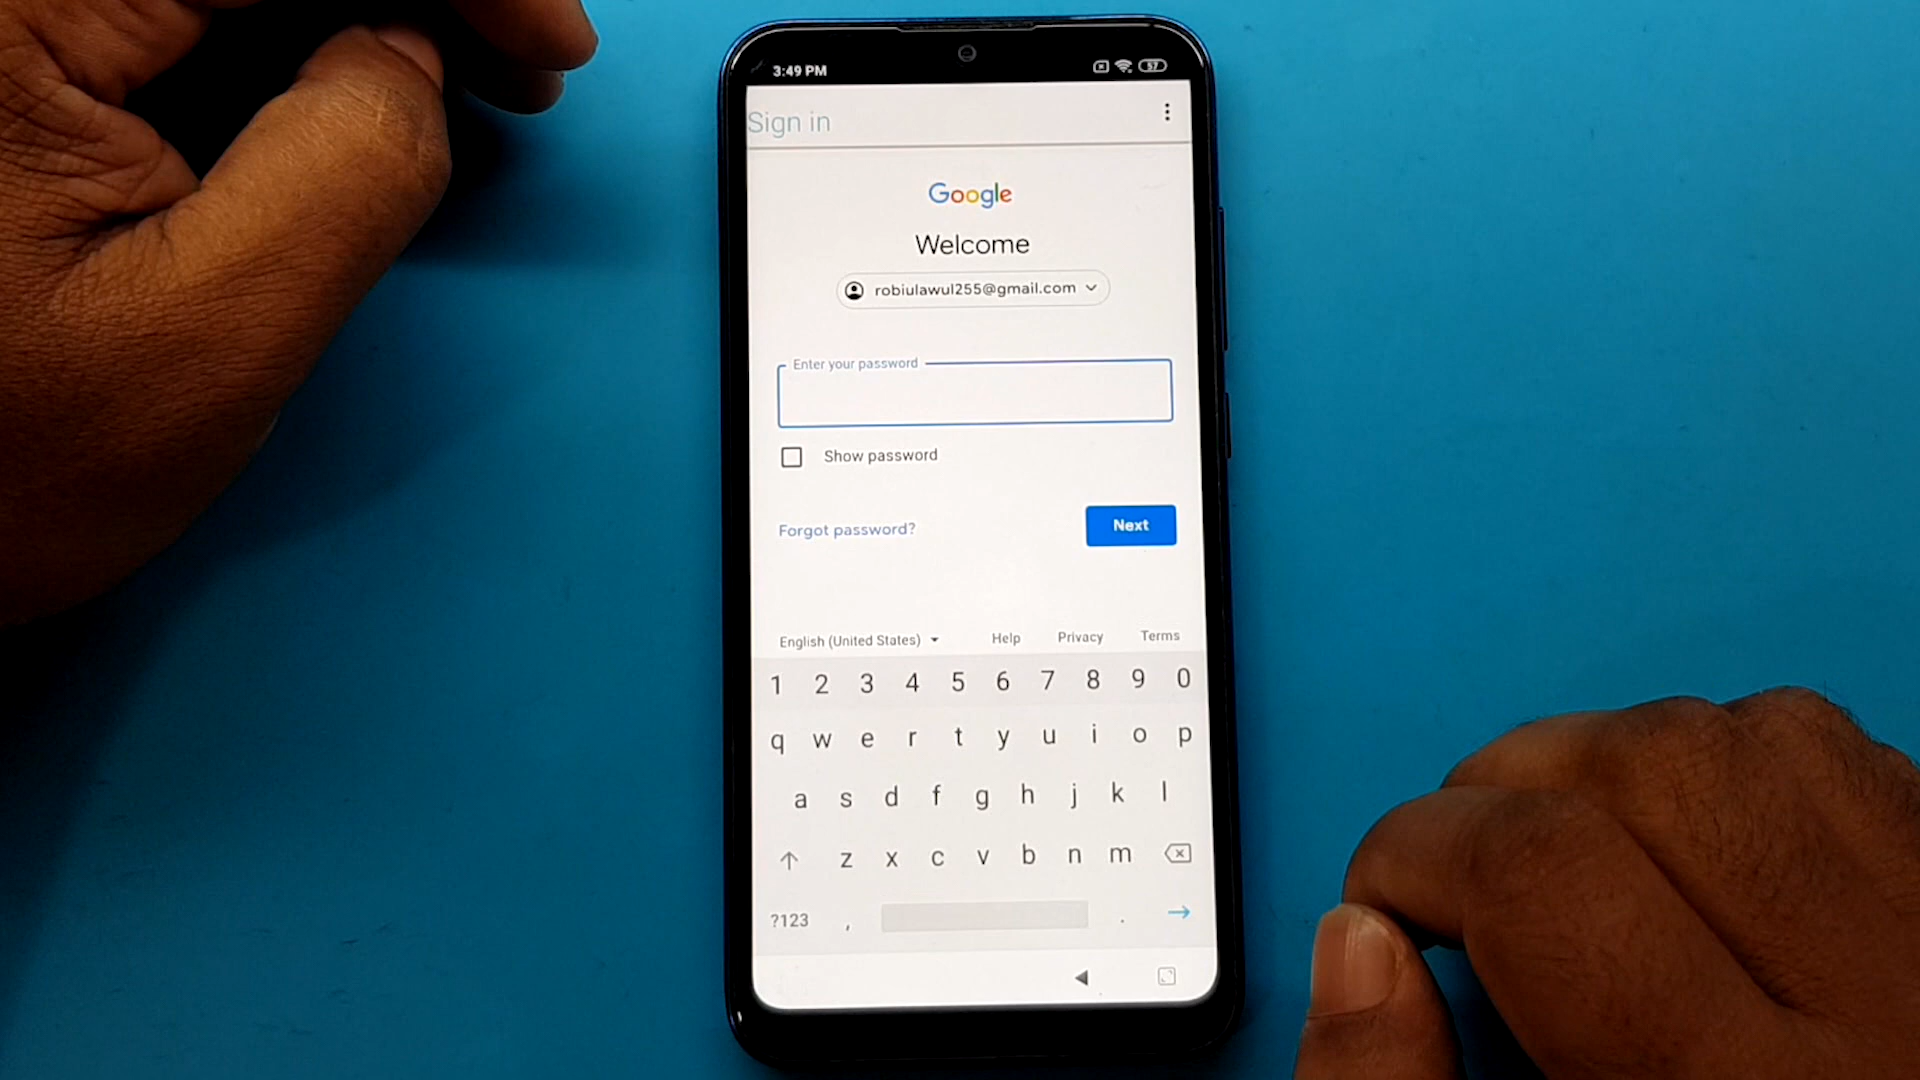 3:49 PM 57
Sign in
Google
Welcome
robiulawul255@gmail.com
Enter your password
Show password
Forgot password? Next
English (United States) Help Privacy Terms
1 2 3 4 5 6 7 8 9 0
q w e r t y u i o p
a s d f g h j k l
z x c v b n m
?123 , .